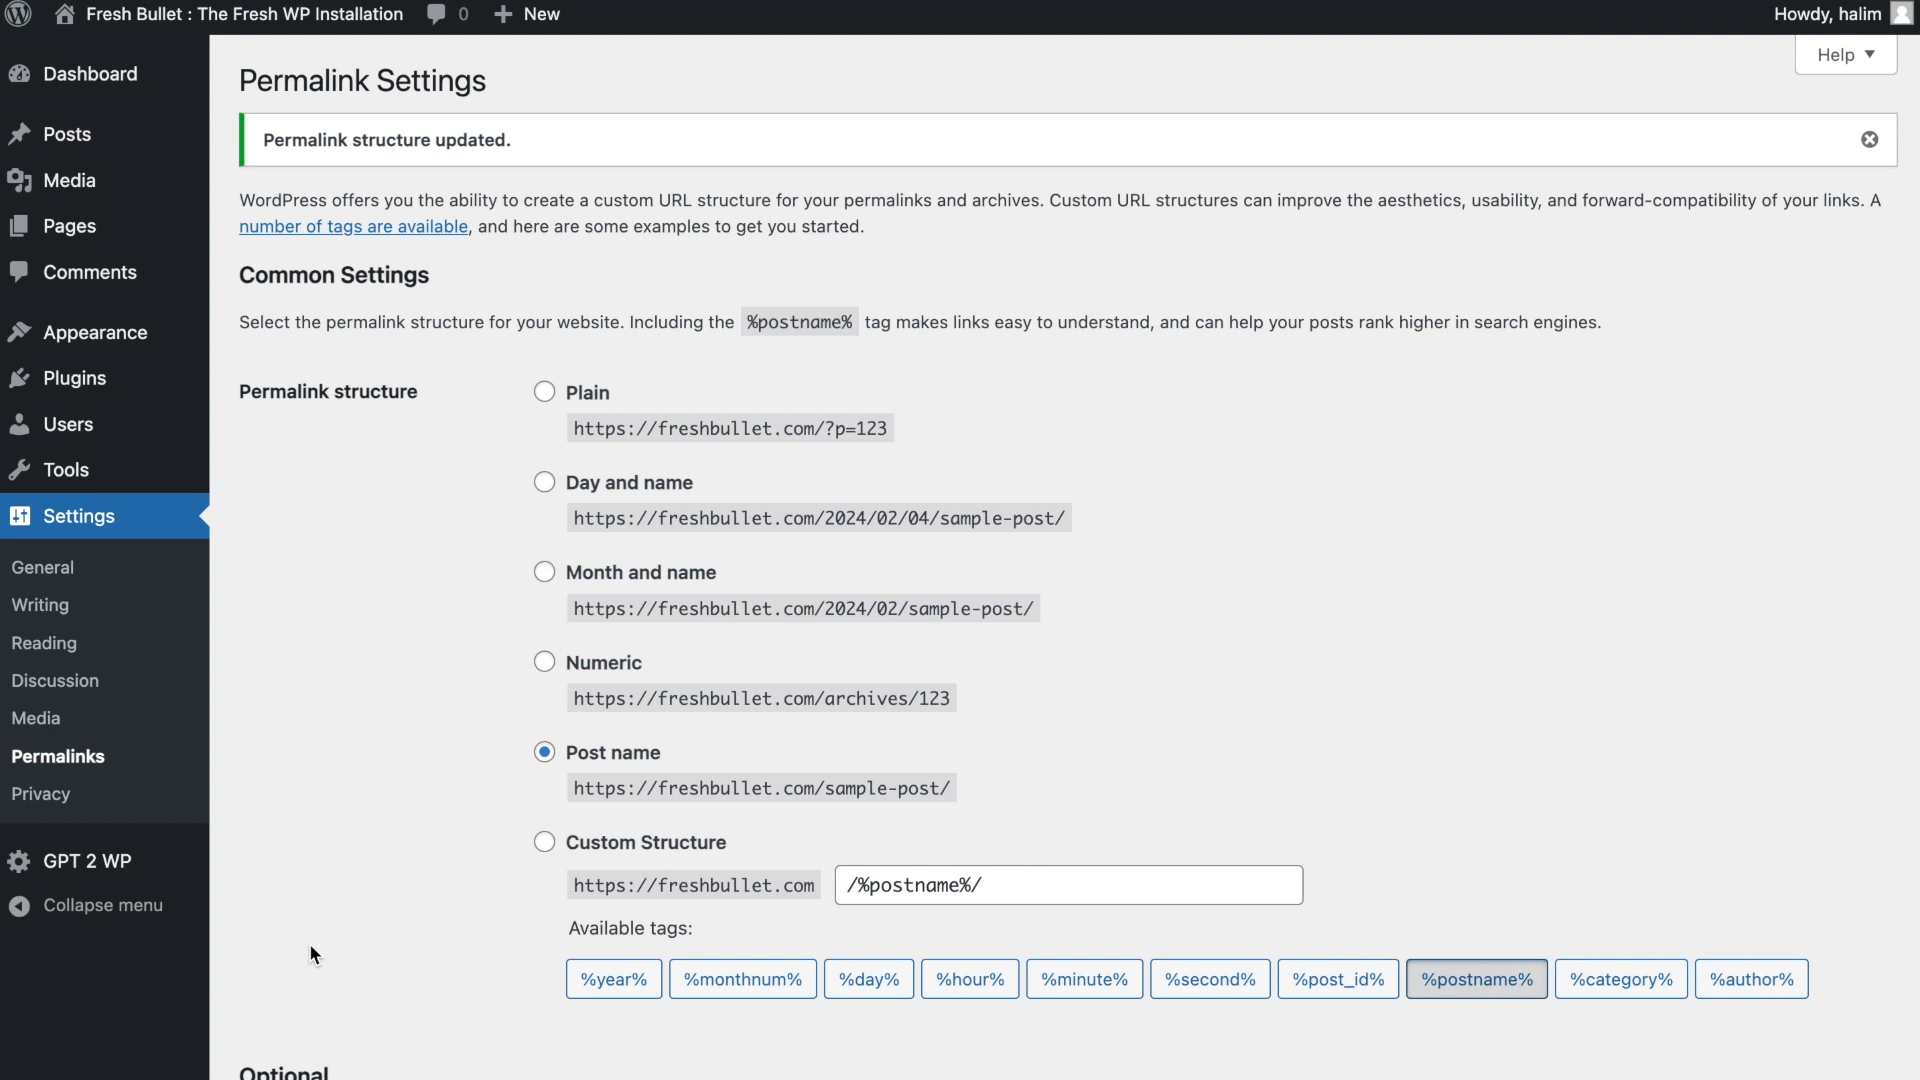 Fresh Bullet : The Fresh WP Installation 0 New Howdy, halim
Help
Dashboard
Posts
Media
Pages
Comments
Appearance
Plugins
Users
Tools
Settings
General
Writing
Reading
Discussion
Media
Permalinks
Privacy
GPT 2 WP
Collapse menu
Permalink Settings
Permalink structure updated.
WordPress offers you the ability to create a custom URL structure for your permalinks and archives. Custom URL structures can improve the aesthetics, usability, and forward-compatibility of your links. A
number of tags are available, and here are some examples to get you started.
Common Settings
Select the permalink structure for your website. Including the %postname% tag makes links easy to understand, and can help your posts rank higher in search engines.
Permalink structure
Plain
https://freshbullet.com/?p=123
Day and name
https://freshbullet.com/2024/02/04/sample-post/
Month and name
https://freshbullet.com/2024/02/sample-post/
Numeric
https://freshbullet.com/archives/123
Post name
https://freshbullet.com/sample-post/
Custom Structure
https://freshbullet.com /%postname%/
Available tags:
%year% %monthnum% %day% %hour% %minute% %second% %post_id% %postname% %category% %author%
Optional